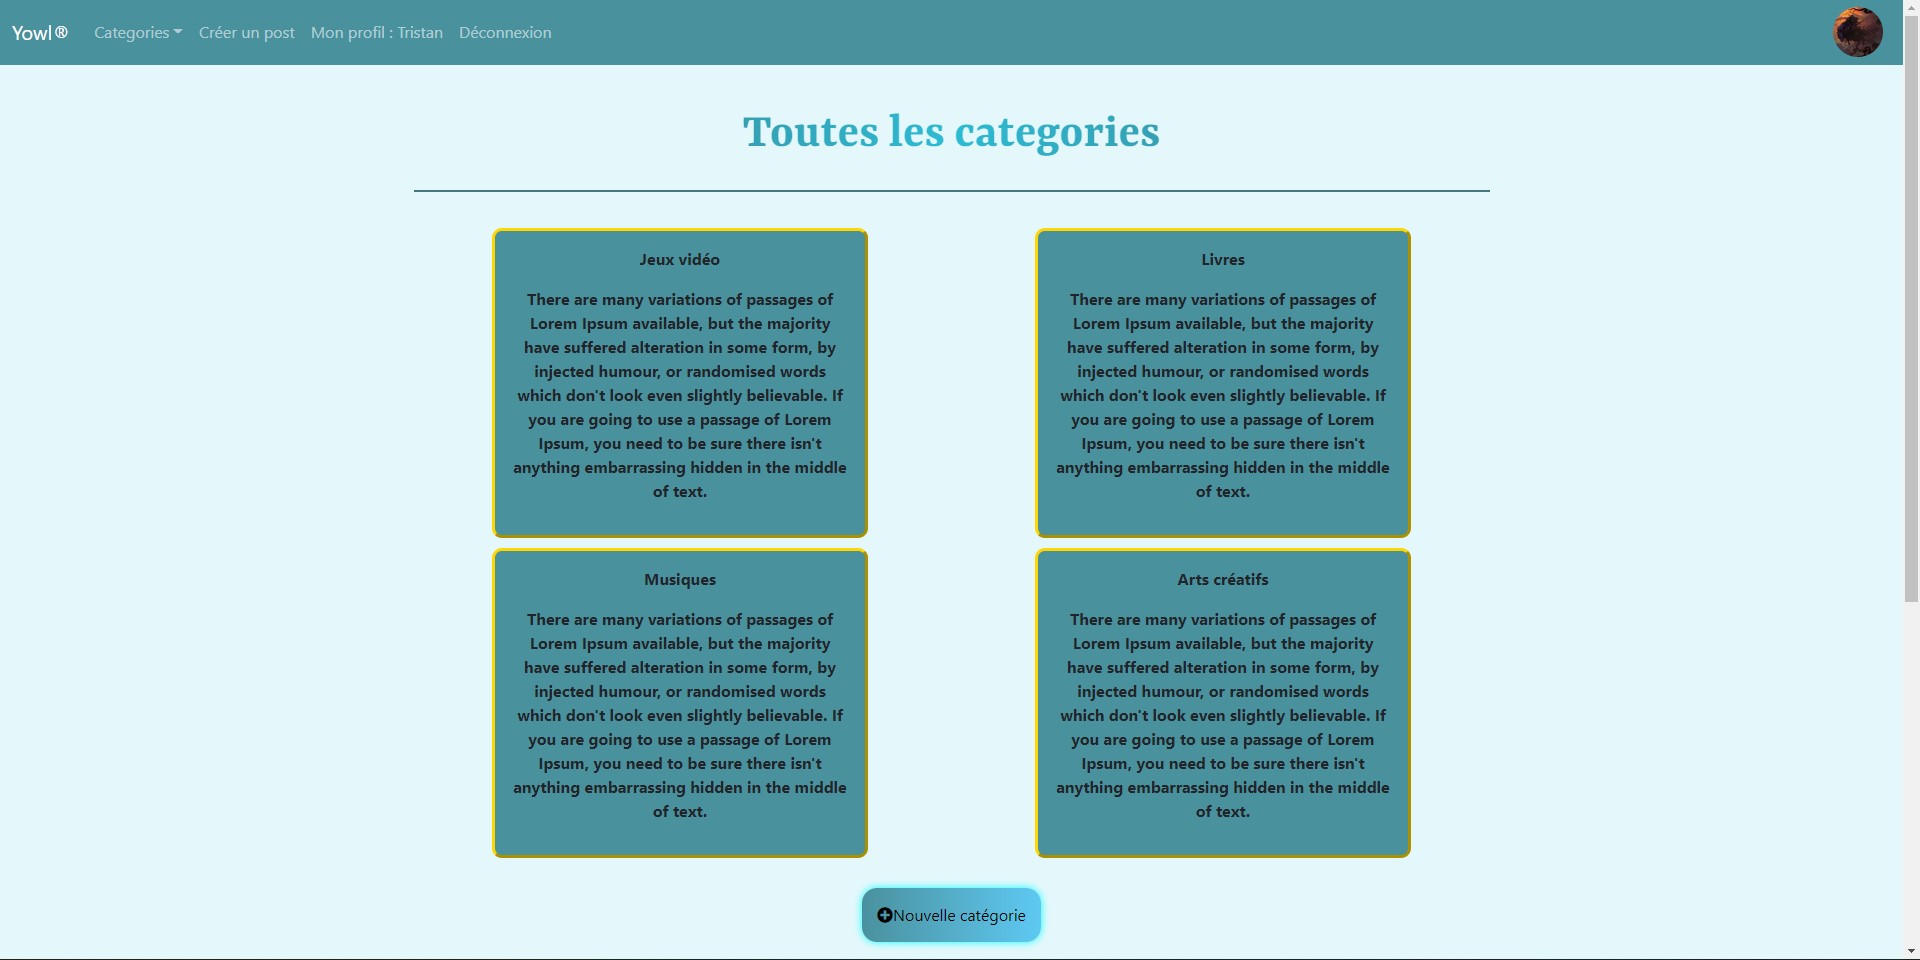 Yowl ® Categories Créer un post Mon profil : Tristan Déconnexion
Toutes les categories
Jeux vidéo
There are many variations of passages of
Lorem Ipsum available, but the majority
have suffered alteration in some form, by
injected humour, or randomised words
which don't look even slightly believable. If
you are going to use a passage of Lorem
Ipsum, you need to be sure there isn't
anything embarrassing hidden in the middle
of text.
Livres
There are many variations of passages of
Lorem Ipsum available, but the majority
have suffered alteration in some form, by
injected humour, or randomised words
which don't look even slightly believable. If
you are going to use a passage of Lorem
Ipsum, you need to be sure there isn't
anything embarrassing hidden in the middle
of text.
Musiques
There are many variations of passages of
Lorem Ipsum available, but the majority
have suffered alteration in some form, by
injected humour, or randomised words
which don't look even slightly believable. If
you are going to use a passage of Lorem
Ipsum, you need to be sure there isn't
anything embarrassing hidden in the middle
of text.
Arts créatifs
There are many variations of passages of
Lorem Ipsum available, but the majority
have suffered alteration in some form, by
injected humour, or randomised words
which don't look even slightly believable. If
you are going to use a passage of Lorem
Ipsum, you need to be sure there isn't
anything embarrassing hidden in the middle
of text.
Nouvelle catégorie